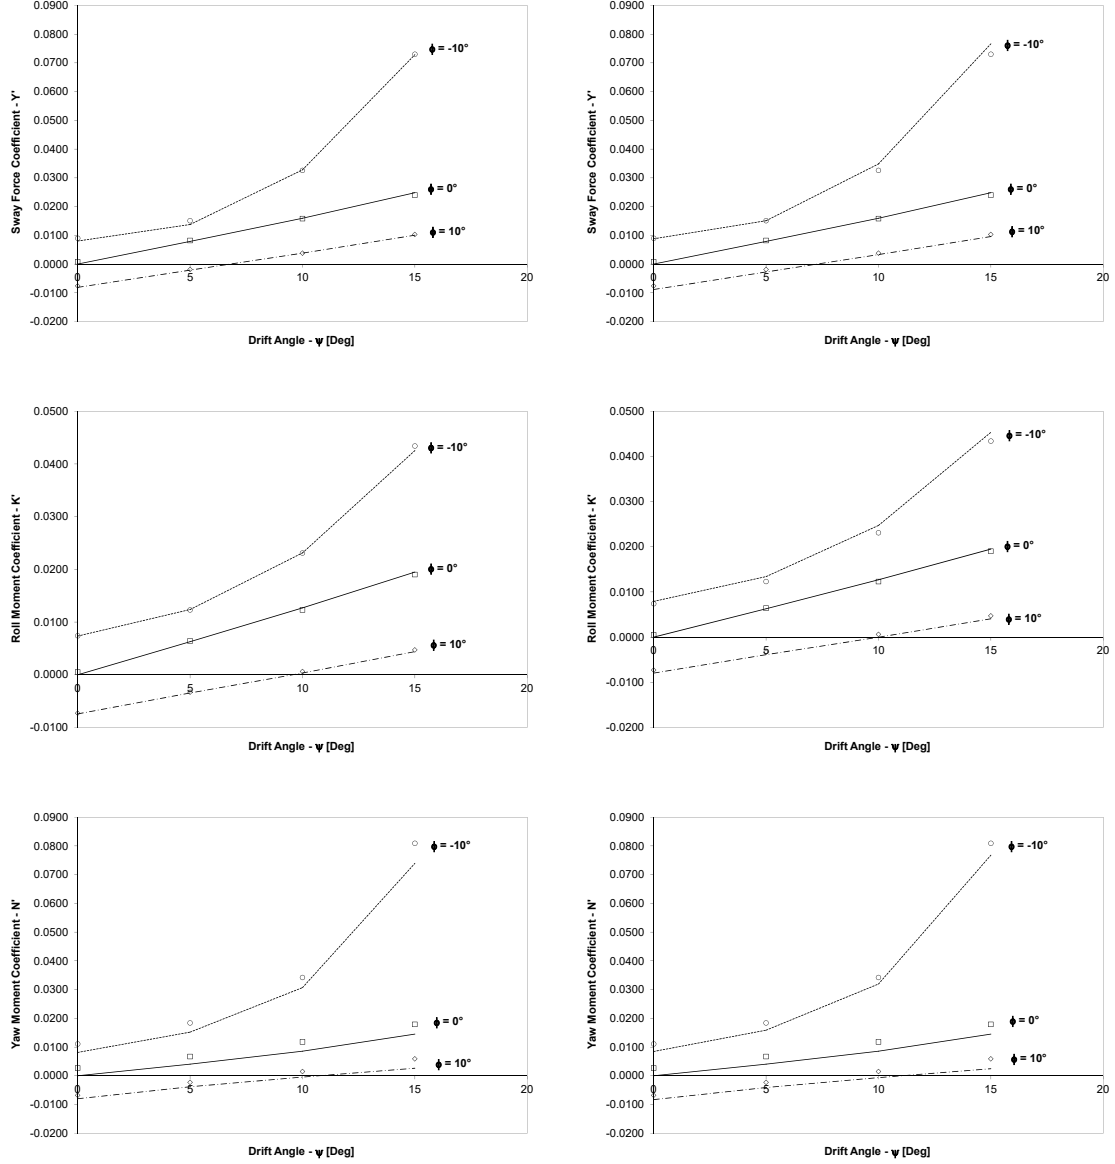 0.0900
0.0800
0.0700
0.0600
0.0500
0.0400
0.0300
0.0200
0.0100
0.0000
-0.0100
-0.0200
Sway Force Coefficient - Y'
ϕ = -10°
ϕ = 0°
ϕ = 10°
0 5 10 15 20
Drift Angle - ψ [Deg]
0.0900
0.0800
0.0700
0.0600
0.0500
0.0400
0.0300
0.0200
0.0100
0.0000
-0.0100
-0.0200
Sway Force Coefficient - Y'
ϕ = -10°
ϕ = 0°
ϕ = 10°
0 5 10 15 20
Drift Angle - ψ [Deg]
0.0500
0.0400
0.0300
0.0200
0.0100
0.0000
-0.0100
Roll Moment Coefficient - K'
ϕ = -10°
ϕ = 0°
ϕ = 10°
0 5 10 15 20
Drift Angle - ψ [Deg]
0.0500
0.0400
0.0300
0.0200
0.0100
0.0000
-0.0100
-0.0200
Roll Moment Coefficient - K'
ϕ = -10°
ϕ = 0°
ϕ = 10°
0 5 10 15 20
Drift Angle - ψ [Deg]
0.0900
0.0800
0.0700
0.0600
0.0500
0.0400
0.0300
0.0200
0.0100
0.0000
-0.0100
-0.0200
Yaw Moment Coefficient - N'
ϕ = -10°
ϕ = 0°
ϕ = 10°
0 5 10 15 20
Drift Angle - ψ [Deg]
0.0900
0.0800
0.0700
0.0600
0.0500
0.0400
0.0300
0.0200
0.0100
0.0000
-0.0100
-0.0200
Yaw Moment Coefficient - N'
ϕ = -10°
ϕ = 0°
ϕ = 10°
0 5 10 15 20
Drift Angle - ψ [Deg]